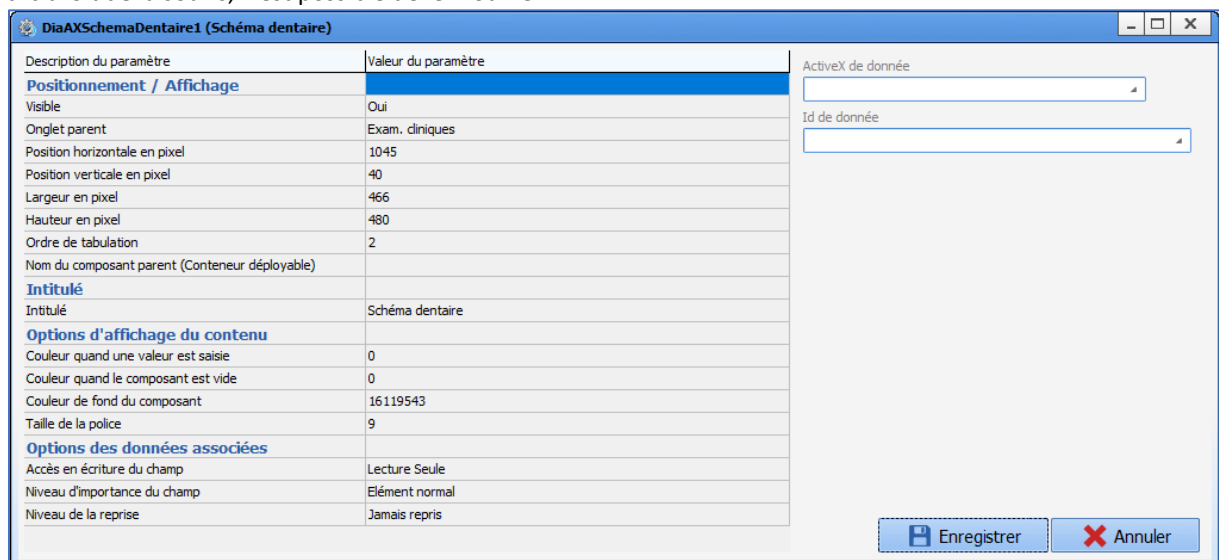 DiaAXSchemaDentaire1 (Schéma dentaire)
Description du paramètre Valeur du paramètre
Positionnement / Affichage
Visible Oui
Onglet parent Exam. cliniques
Position horizontale en pixel 1045
Position verticale en pixel 40
Largeur en pixel 466
Hauteur en pixel 480
Ordre de tabulation 2
Nom du composant parent (Conteneur déployable)
Intitulé
Intitulé Schéma dentaire
Options d'affichage du contenu
Couleur quand une valeur est saisie 0
Couleur quand le composant est vide 0
Couleur de fond du composant 16119543
Taille de la police 9
Options des données associées
Accès en écriture du champ Lecture Seule
Niveau d'importance du champ Elément normal
Niveau de la reprise Jamais repris
ActiveX de donnée
Id de donnée
Enregistrer Annuler